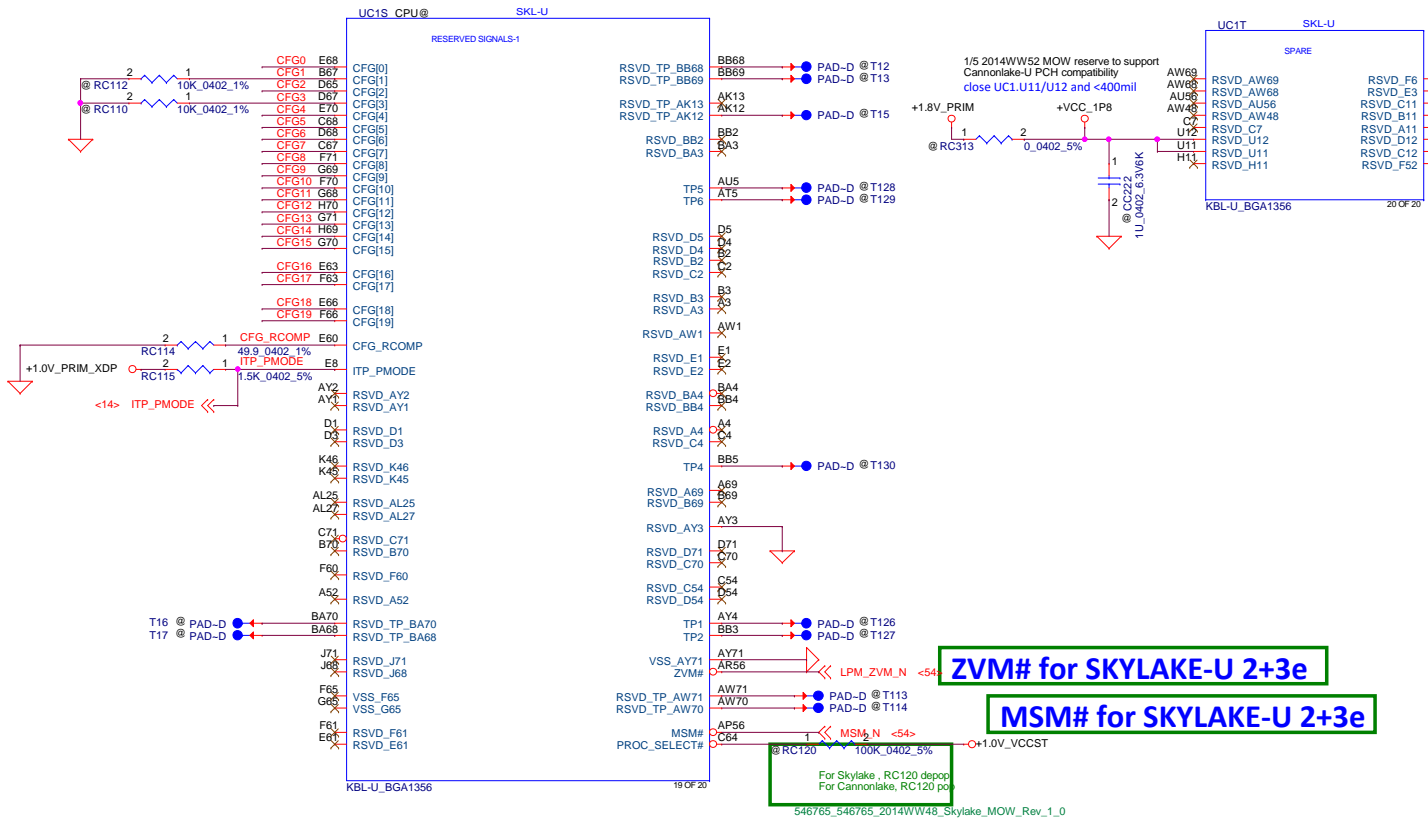 UC1S CPU@ SKL-U
RESERVED SIGNALS-1
CFG0 E68 CFG[0]
CFG1 B67 CFG[1]
CFG2 D65 CFG[2]
CFG3 D67 CFG[3]
CFG4 E70 CFG[4]
CFG5 C68 CFG[5]
CFG6 D68 CFG[6]
CFG7 C67 CFG[7]
CFG8 F71 CFG[8]
CFG9 G69 CFG[9]
CFG10 F70 CFG[10]
CFG11 G68 CFG[11]
CFG12 H70 CFG[12]
CFG13 G71 CFG[13]
CFG14 H69 CFG[14]
CFG15 G70 CFG[15]
CFG16 E63 CFG[16]
CFG17 F63 CFG[17]
CFG18 E66 CFG[18]
CFG19 F66 CFG[19]
2 1
@ RC112 10K_0402_1%
2 1
@ RC110 10K_0402_1%
2 1 CFG_RCOMP E60 CFG_RCOMP
RC114 49.9_0402_1%
+1.0V_PRIM_XDP 2 1 ITP_PMODE E8 ITP_PMODE
RC115 1.5K_0402_5%
<14> ITP_PMODE
AY2 RSVD_AY2
AY1 RSVD_AY1
D1 RSVD_D1
D3 RSVD_D3
K46 RSVD_K46
K45 RSVD_K45
AL25 RSVD_AL25
AL27 RSVD_AL27
C71 RSVD_C71
B70 RSVD_B70
F60 RSVD_F60
A52 RSVD_A52
T16 @ PAD~D BA70 RSVD_TP_BA70
T17 @ PAD~D BA68 RSVD_TP_BA68
J71 RSVD_J71
J68 RSVD_J68
F65 VSS_F65
G65 VSS_G65
F61 RSVD_F61
E61 RSVD_E61
KBL-U_BGA1356 19 OF 20
RSVD_TP_BB68 BB68 PAD~D @ T12
RSVD_TP_BB69 BB69 PAD~D @ T13
RSVD_TP_AK13 AK13
RSVD_TP_AK12 AK12 PAD~D @ T15
RSVD_BB2 BB2
RSVD_BA3 BA3
TP5 AU5 PAD~D @ T128
TP6 AT5 PAD~D @ T129
RSVD_D5 D5
RSVD_D4 D4
RSVD_B2 B2
RSVD_C2 C2
RSVD_B3 B3
RSVD_A3 A3
RSVD_AW1 AW1
RSVD_E1 E1
RSVD_E2 E2
RSVD_BA4 BA4
RSVD_BB4 BB4
RSVD_A4 A4
RSVD_C4 C4
TP4 BB5 PAD~D @ T130
RSVD_A69 A69
RSVD_B69 B69
RSVD_AY3 AY3
RSVD_D71 D71
RSVD_C70 C70
RSVD_C54 C54
RSVD_D54 D54
TP1 AY4 PAD~D @ T126
TP2 BB3 PAD~D @ T127
VSS_AY71 AY71
ZVM# AR56 LPM_ZVM_N <54>
RSVD_TP_AW71 AW71 PAD~D @ T113
RSVD_TP_AW70 AW70 PAD~D @ T114
MSM# AP56 MSM_N <54>
PROC_SELECT# C64 1 2 +1.0V_VCCST
@ RC120 100K_0402_5%
For Skylake , RC120 depop
For Cannonlake, RC120 pop
546765_546765_2014WW48_Skylake_MOW_Rev_1_0
ZVM# for SKYLAKE-U 2+3e
MSM# for SKYLAKE-U 2+3e
1/5 2014WW52 MOW reserve to support
Cannonlake-U PCH compatibility
close UC1.U11/U12 and <400mil
+1.8V_PRIM +VCC_1P8
1 2
@ RC313 0_0402_5%
1
2
@ CC222
1U_0402_6.3V6K
UC1T SKL-U
SPARE
AW69 RSVD_AW69 RSVD_F6
AW68 RSVD_AW68 RSVD_E3
AU56 RSVD_AU56 RSVD_C11
AW48 RSVD_AW48 RSVD_B11
C7 RSVD_C7 RSVD_A11
U12 RSVD_U12 RSVD_D12
U11 RSVD_U11 RSVD_C12
H11 RSVD_H11 RSVD_F52
KBL-U_BGA1356 20 OF 20